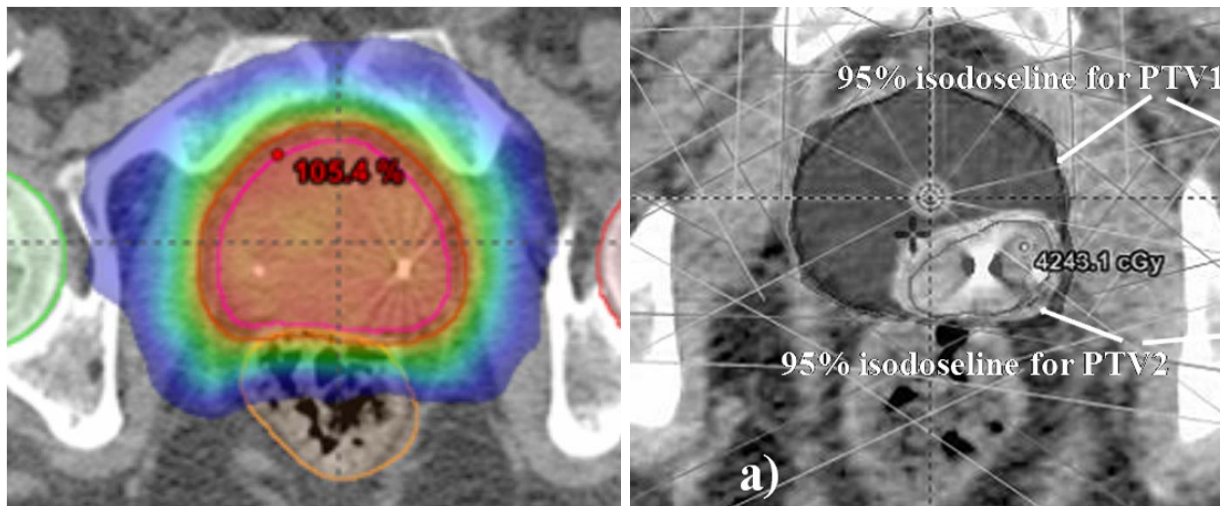 105.4 %
95% isodoseline for PTV1
4243.1 cGy
95% isodoseline for PTV2
a)